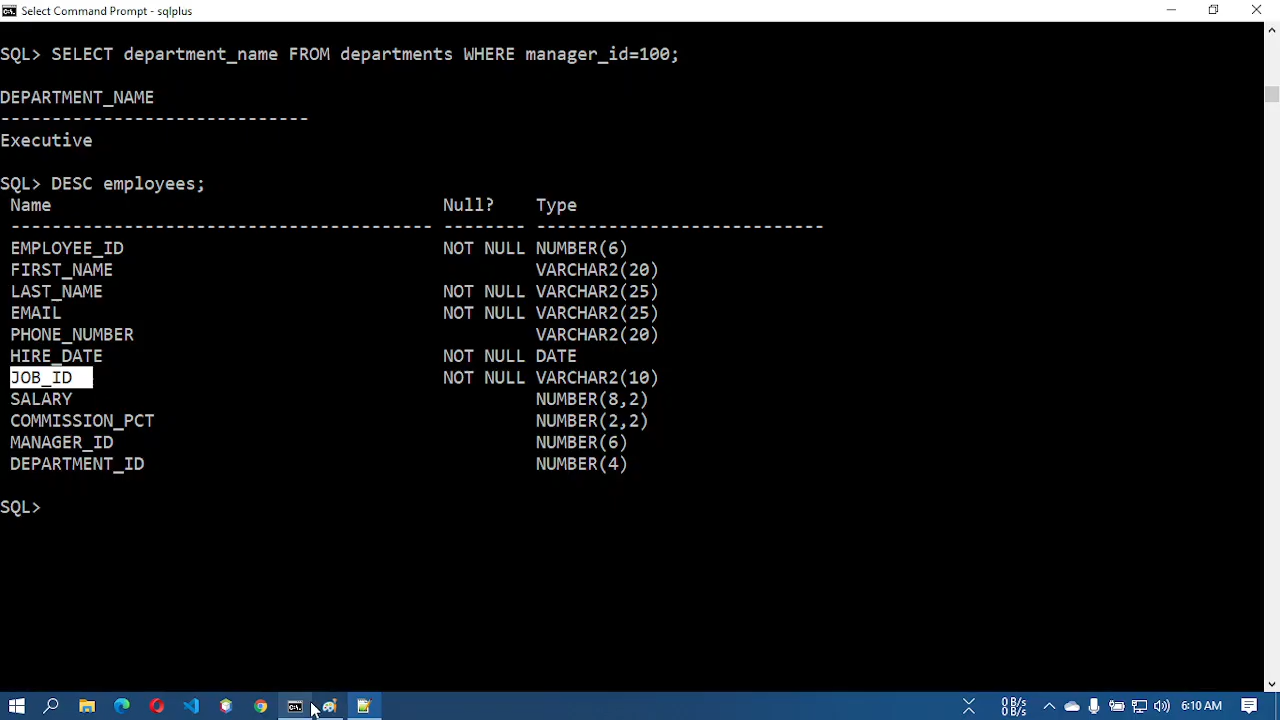 Select Command Prompt - sqlplus
SQL> SELECT department_name FROM departments WHERE manager_id=100;
DEPARTMENT_NAME
------------------------------
Executive
SQL> DESC employees;
Name Null? Type
----------------------------------------- -------- ----------------------------
EMPLOYEE_ID NOT NULL NUMBER(6)
FIRST_NAME VARCHAR2(20)
LAST_NAME NOT NULL VARCHAR2(25)
EMAIL NOT NULL VARCHAR2(25)
PHONE_NUMBER VARCHAR2(20)
HIRE_DATE NOT NULL DATE
JOB_ID NOT NULL VARCHAR2(10)
SALARY NUMBER(8,2)
COMMISSION_PCT NUMBER(2,2)
MANAGER_ID NUMBER(6)
DEPARTMENT_ID NUMBER(4)
SQL>
0 B/s
0 B/s
6:10 AM